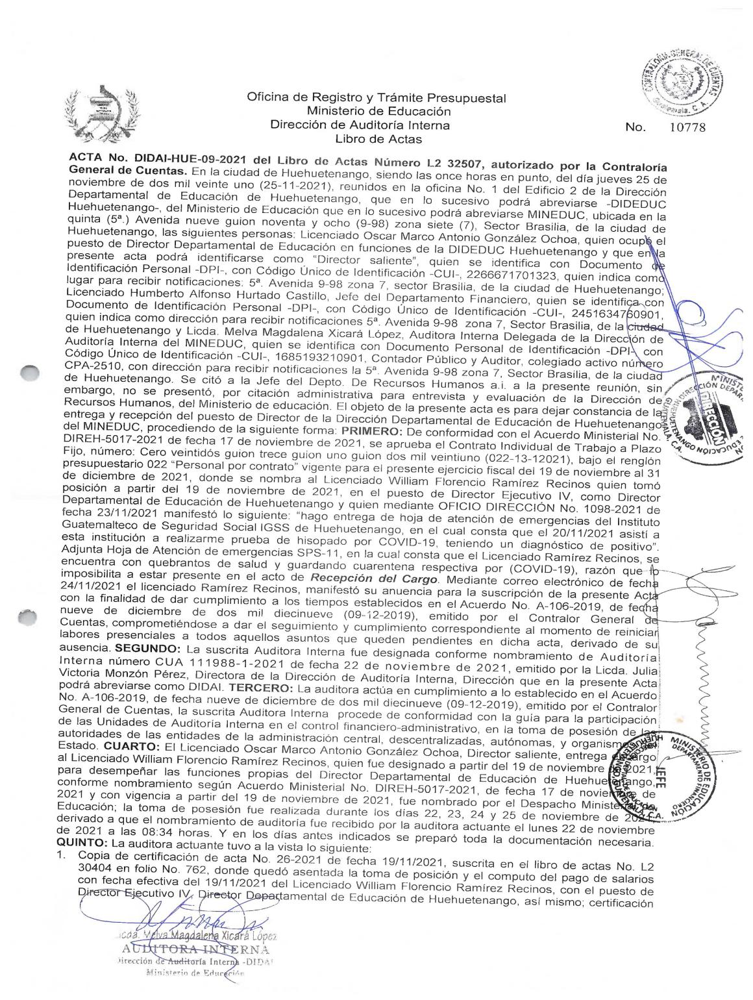 CONTRALORÍA GENERAL DE CUENTAS
Guatemala, C. A.
Oficina de Registro y Trámite Presupuestal
Ministerio de Educación
Dirección de Auditoría Interna
Libro de Actas
No. 10778
ACTA No. DIDAI-HUE-09-2021 del Libro de Actas Número L2 32507, autorizado por la Contraloría
General de Cuentas. En la ciudad de Huehuetenango, siendo las once horas en punto, del día jueves 25 de
noviembre de dos mil veinte uno (25-11-2021), reunidos en la oficina No. 1 del Edificio 2 de la Dirección
Departamental de Educación de Huehuetenango, que en lo sucesivo podrá abreviarse -DIDEDUC
Huehuetenango-, del Ministerio de Educación que en lo sucesivo podrá abreviarse MINEDUC, ubicada en la
quinta (5ª.) Avenida nueve guion noventa y ocho (9-98) zona siete (7), Sector Brasilia, de la ciudad de
Huehuetenango, las siguientes personas: Licenciado Oscar Marco Antonio González Ochoa, quien ocupó el
puesto de Director Departamental de Educación en funciones de la DIDEDUC Huehuetenango y que en la
presente acta podrá identificarse como “Director saliente”, quien se identifica con Documento de
Identificación Personal -DPI-, con Código Único de Identificación -CUI-, 2266671701323, quien indica como
lugar para recibir notificaciones: 5ª. Avenida 9-98 zona 7, sector Brasilia, de la ciudad de Huehuetenango;
Licenciado Humberto Alfonso Hurtado Castillo, Jefe del Departamento Financiero, quien se identifica con
Documento de Identificación Personal -DPI-, con Código Único de Identificación -CUI-, 2451634760901,
quien indica como dirección para recibir notificaciones 5ª. Avenida 9-98 zona 7, Sector Brasilia, de la ciudad
de Huehuetenango y Licda. Melva Magdalena Xicará López, Auditora Interna Delegada de la Dirección de
Auditoría Interna del MINEDUC, quien se identifica con Documento Personal de Identificación -DPI-, con
Código Único de Identificación -CUI-, 1685193210901, Contador Público y Auditor, colegiado activo número
CPA-2510, con dirección para recibir notificaciones la 5ª. Avenida 9-98 zona 7, Sector Brasilia, de la ciudad
de Huehuetenango. Se citó a la Jefe del Depto. De Recursos Humanos a.i. a la presente reunión, sin
embargo, no se presentó, por citación administrativa para entrevista y evaluación de la Dirección de
Recursos Humanos, del Ministerio de educación. El objeto de la presente acta es para dejar constancia de la
entrega y recepción del puesto de Director de la Dirección Departamental de Educación de Huehuetenango
del MINEDUC, procediendo de la siguiente forma: PRIMERO: De conformidad con el Acuerdo Ministerial No.
DIREH-5017-2021 de fecha 17 de noviembre de 2021, se aprueba el Contrato Individual de Trabajo a Plazo
Fijo, número: Cero veintidós guion trece guion uno guion dos mil veintiuno (022-13-12021), bajo el renglón
presupuestario 022 “Personal por contrato” vigente para el presente ejercicio fiscal del 19 de noviembre al 31
de diciembre de 2021, donde se nombra al Licenciado William Florencio Ramírez Recinos quien tomó
posición a partir del 19 de noviembre de 2021, en el puesto de Director Ejecutivo IV, como Director
Departamental de Educación de Huehuetenango y quien mediante OFICIO DIRECCIÓN No. 1098-2021 de
fecha 23/11/2021 manifestó lo siguiente: “hago entrega de hoja de atención de emergencias del Instituto
Guatemalteco de Seguridad Social IGSS de Huehuetenango, en el cual consta que el 20/11/2021 asistí a
esta institución a realizarme prueba de hisopado por COVID-19, teniendo un diagnóstico de positivo”.
Adjunta Hoja de Atención de emergencias SPS-11, en la cual consta que el Licenciado Ramírez Recinos, se
encuentra con quebrantos de salud y guardando cuarentena respectiva por (COVID-19), razón que lo
imposibilita a estar presente en el acto de Recepción del Cargo. Mediante correo electrónico de fecha
24/11/2021 el licenciado Ramírez Recinos, manifestó su anuencia para la suscripción de la presente Acta
con la finalidad de dar cumplimiento a los tiempos establecidos en el Acuerdo No. A-106-2019, de fecha
nueve de diciembre de dos mil diecinueve (09-12-2019), emitido por el Contralor General de
Cuentas, comprometiéndose a dar el seguimiento y cumplimiento correspondiente al momento de reiniciar
labores presenciales a todos aquellos asuntos que queden pendientes en dicha acta, derivado de su
ausencia. SEGUNDO: La suscrita Auditora Interna fue designada conforme nombramiento de Auditoría
Interna número CUA 111988-1-2021 de fecha 22 de noviembre de 2021, emitido por la Licda. Julia
Victoria Monzón Pérez, Directora de la Dirección de Auditoría Interna, Dirección que en la presente Acta
podrá abreviarse como DIDAI. TERCERO: La auditora actúa en cumplimiento a lo establecido en el Acuerdo
No. A-106-2019, de fecha nueve de diciembre de dos mil diecinueve (09-12-2019), emitido por el Contralor
General de Cuentas, la suscrita Auditora Interna procede de conformidad con la guía para la participación
de las Unidades de Auditoría Interna en el control financiero-administrativo, en la toma de posesión de las
autoridades de las entidades de la administración central, descentralizadas, autónomas, y organismos
Estado. CUARTO: El Licenciado Oscar Marco Antonio González Ochoa, Director saliente, entrega el cargo
al Licenciado William Florencio Ramírez Recinos, quien fue designado a partir del 19 de noviembre de 2021,
para desempeñar las funciones propias del Director Departamental de Educación de Huehuetenango,
conforme nombramiento según Acuerdo Ministerial No. DIREH-5017-2021, de fecha 17 de noviembre de
2021 y con vigencia a partir del 19 de noviembre de 2021, fue nombrado por el Despacho Ministerial de
Educación; la toma de posesión fue realizada durante los días 22, 23, 24 y 25 de noviembre de 2021,
derivado a que el nombramiento de auditoría fue recibido por la auditora actuante el lunes 22 de noviembre
de 2021 a las 08:34 horas. Y en los días antes indicados se preparó toda la documentación necesaria.
QUINTO: La auditora actuante tuvo a la vista lo siguiente:
1. Copia de certificación de acta No. 26-2021 de fecha 19/11/2021, suscrita en el libro de actas No. L2
30404 en folio No. 762, donde quedó asentada la toma de posición y el computo del pago de salarios
con fecha efectiva del 19/11/2021 del Licenciado William Florencio Ramírez Recinos, con el puesto de
Director Ejecutivo IV, Director Departamental de Educación de Huehuetenango, así mismo; certificación
DIRECCIÓN
HUEHUETENANGO
GUATEMALA, C.A.
MINISTERIO DE EDUCACIÓN
DEPARTAMENTO FINANCIERO
JEFE
GUATEMALA, C.A.
Licda. Melva Magdalena Xicará López
AUDITORA INTERNA
Dirección de Auditoría Interna -DIDAI
Ministerio de Educación